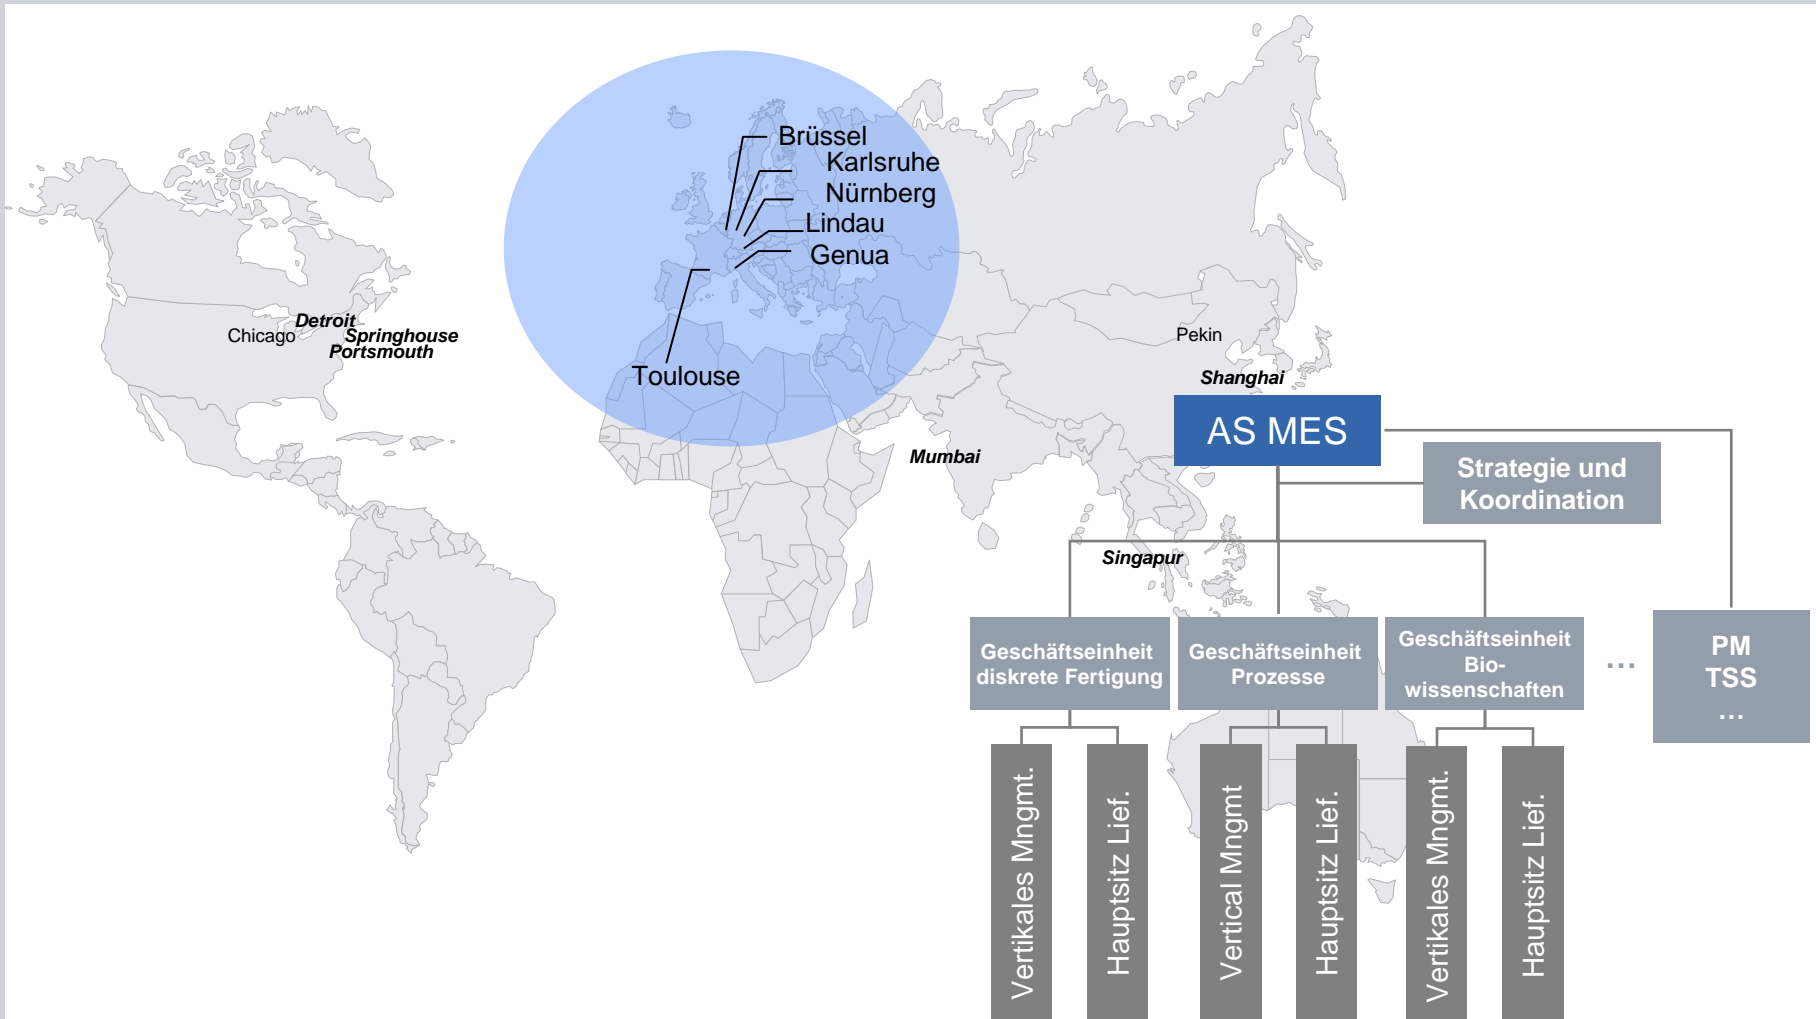 Brüssel
Karlsruhe
Nürnberg
Lindau
Genua
Toulouse
Detroit
Chicago
Springhouse
Portsmouth
Pekin
Shanghai
Mumbai
Singapur
AS MES
Strategie und
Koordination
Geschäftseinheit
diskrete Fertigung
Geschäftseinheit
Prozesse
Geschäftseinheit
Bio-
wissenschaften
...
PM
TSS
...
Vertikales Mngmt.
Hauptsitz Lief.
Vertical Mngmt
Hauptsitz Lief.
Vertikales Mngmt.
Hauptsitz Lief.